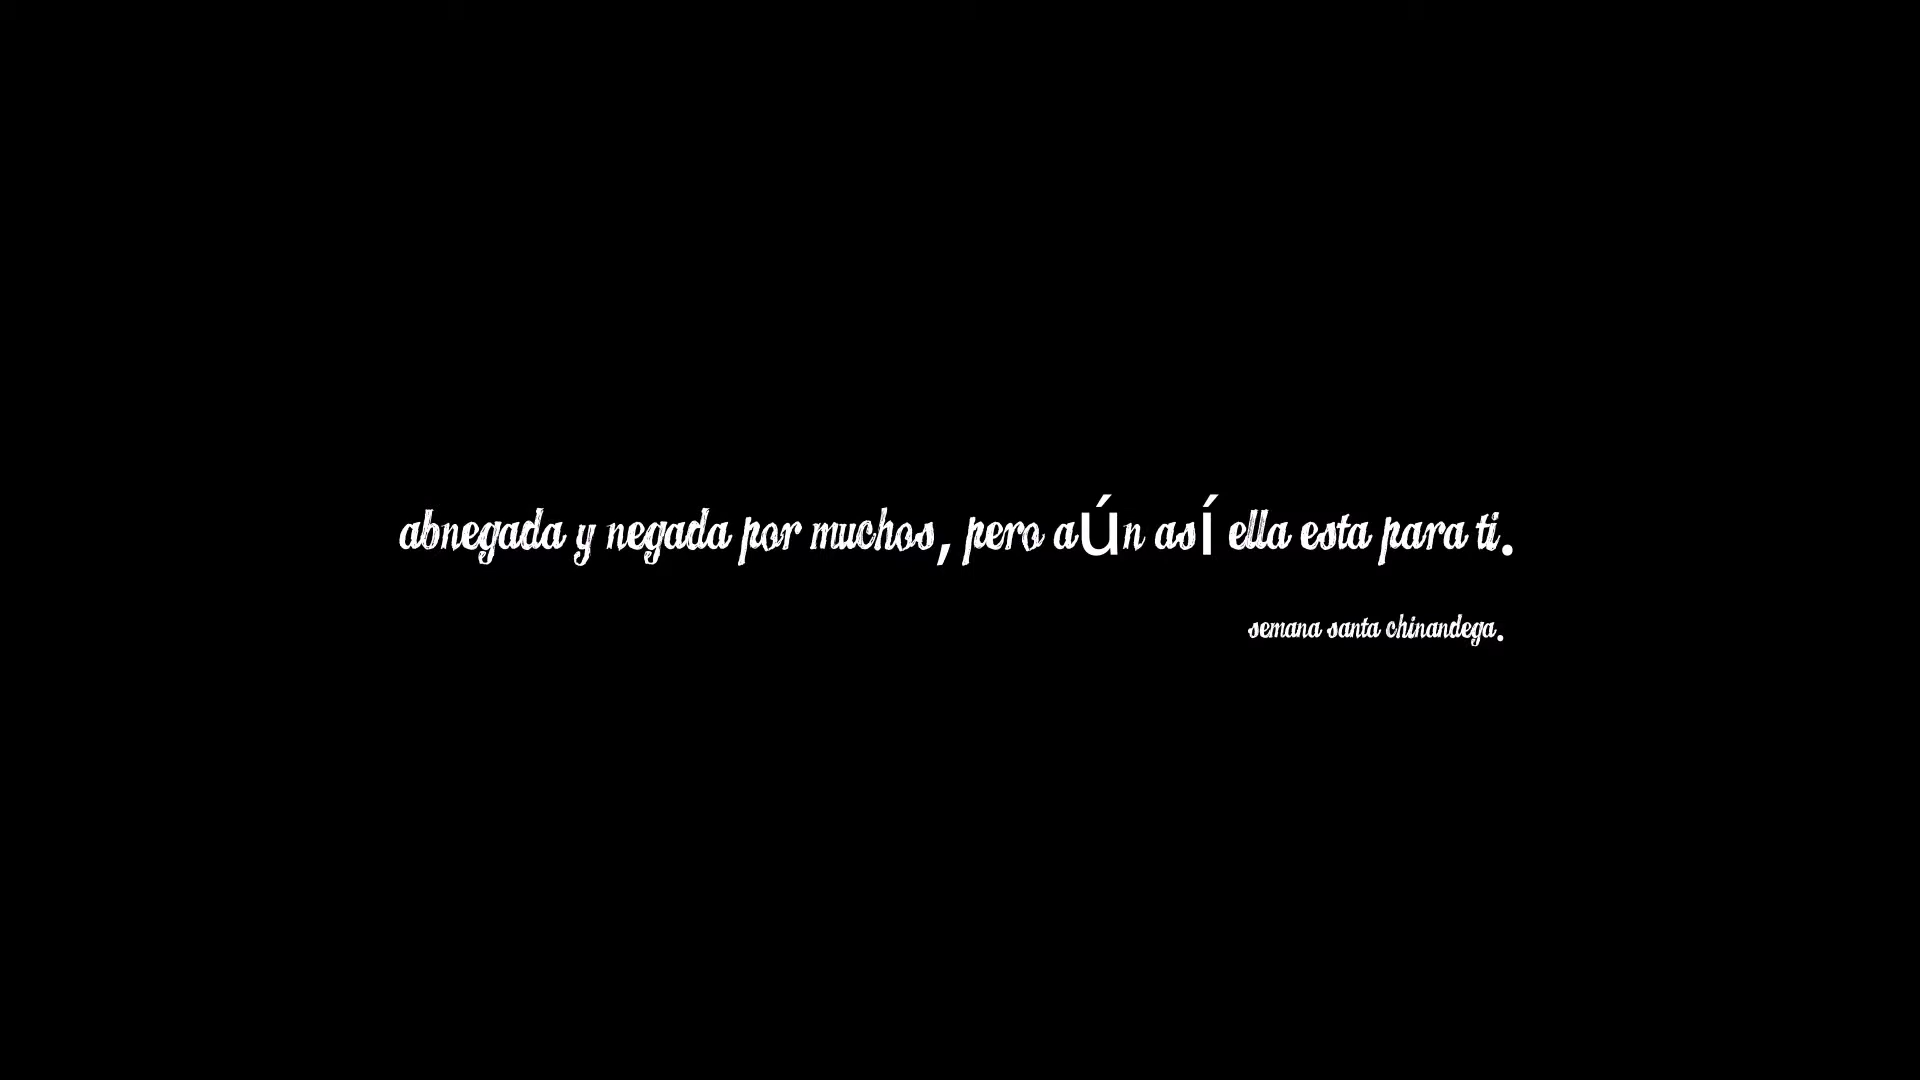 abnegada y negada por muchos, pero aún así ella esta para ti.
semana santa chinandega.